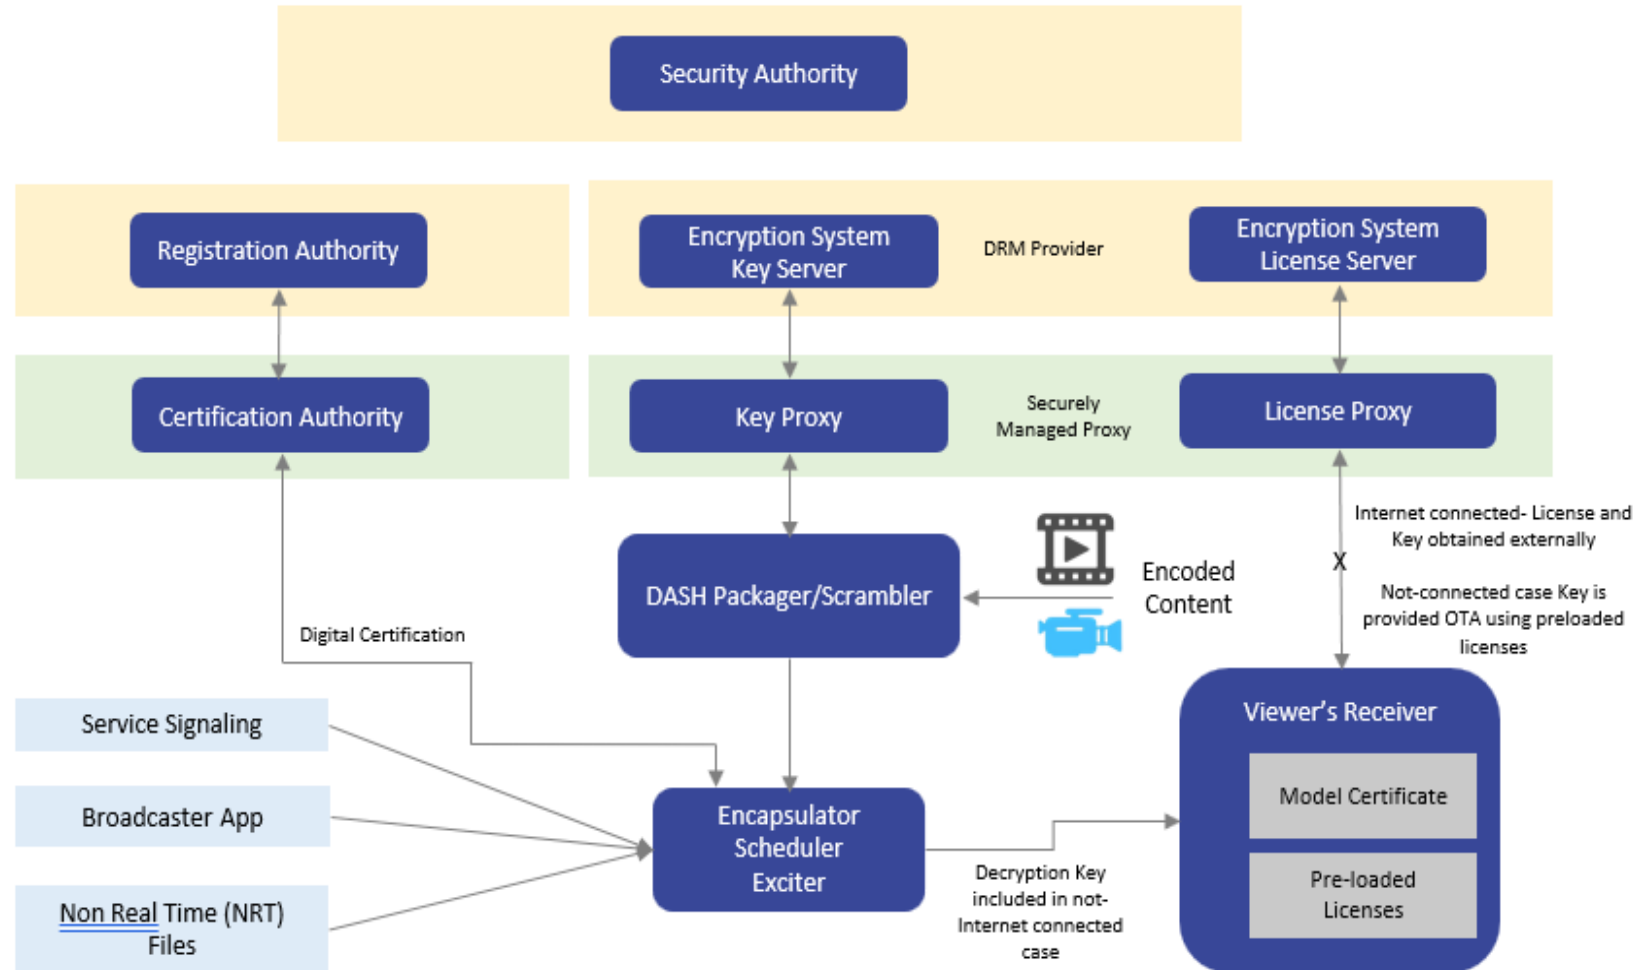 Security Authority
Registration Authority
Encryption System
Key Server
DRM Provider
Encryption System
License Server
Certification Authority
Key Proxy
Securely
Managed Proxy
License Proxy
Internet connected- License and
Key obtained externally
X
Not-connected case Key is
provided OTA using preloaded
licenses
DASH Packager/Scrambler
Encoded
Content
Digital Certification
Service Signaling
Broadcaster App
Non Real Time (NRT)
Files
Encapsulator
Scheduler
Exciter
Decryption Key
included in not-
Internet connected
case
Viewer's Receiver
Model Certificate
Pre-loaded
Licenses